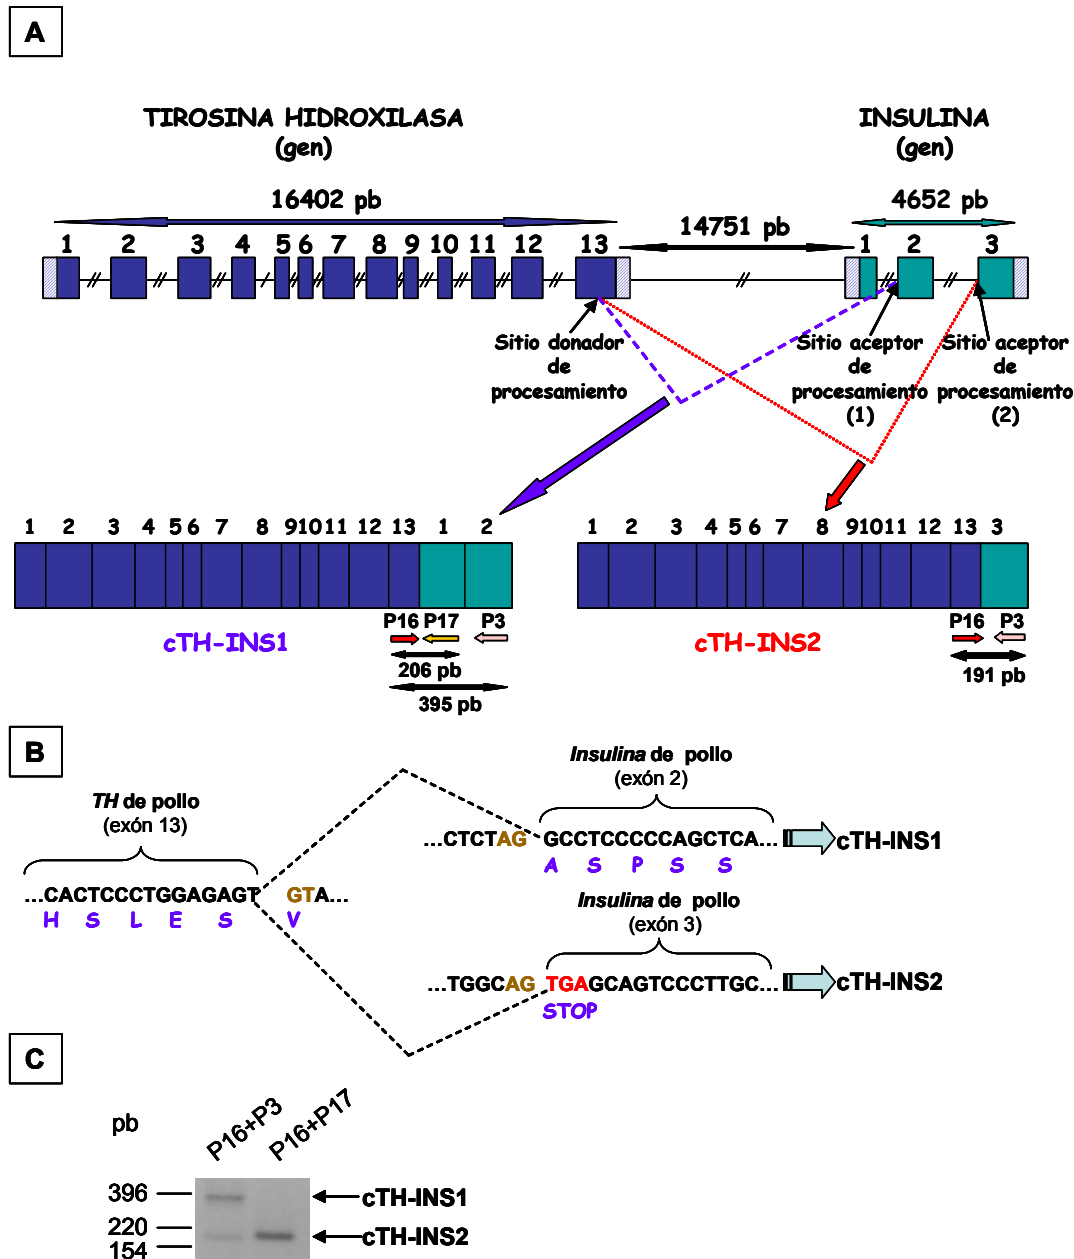 A
TIROSINA HIDROXILASA
(gen)
INSULINA
(gen)
16402 pb
4652 pb
14751 pb
1 2 3 4 5 6 7 8 9 10 11 12 13
1 2 3
Sitio donador
de
procesamiento
Sitio aceptor
de
procesamiento
(1)
Sitio aceptor
de
procesamiento
(2)
1 2 3 4 5 6 7 8 9 10 11 12 13 1 2
1 2 3 4 5 6 7 8 9 10 11 12 13 3
P16 P17 P3
cTH-INS1
206 pb
395 pb
P16 P3
cTH-INS2
191 pb
B
TH de pollo
(exón 13)
...CACTCCCTGGAGAGT GTA...
H S L E S V
Insulina de pollo
(exón 2)
...CTCTAG GCCTCCCCCAGCTCA... cTH-INS1
A S P S S
Insulina de pollo
(exón 3)
...TGGCAG TGAGCAGTCCCTTGC... cTH-INS2
STOP
C
pb
P16+P3
P16+P17
396
220
154
cTH-INS1
cTH-INS2